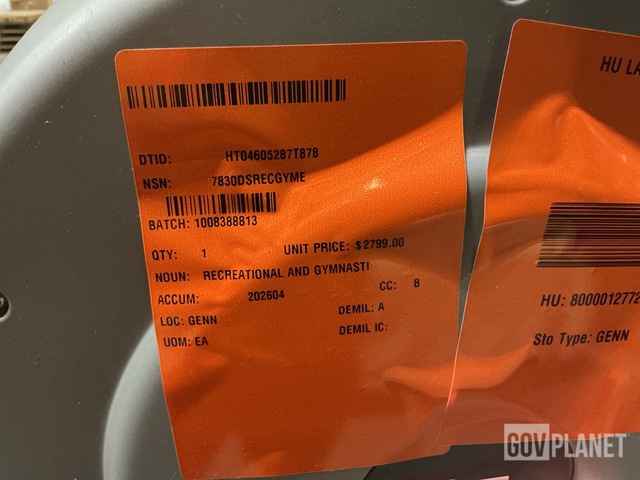 DTID: HT04605287T878
NSN: 7830DSRECGYME
BATCH: 1008388813
QTY: 1 UNIT PRICE: $2799.00
NOUN: RECREATIONAL AND GYMNASTI
ACCUM: 202604 CC: B
LOC: GENN DEMIL: A
UOM: EA DEMIL IC:
HU LA
HU: 8000012772
Sto Type: GENN
GOVPLANET